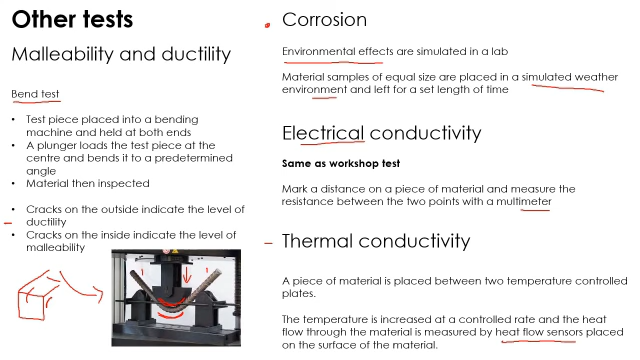 Other tests
Malleability and ductility
Bend test
• Test piece placed into a bending
machine and held at both ends
• A plunger loads the test piece at the
centre and bends it to a predetermined
angle
• Material then inspected
• Cracks on the outside indicate the level of
ductility
• Cracks on the inside indicate the level of
malleability
Corrosion
Environmental effects are simulated in a lab
Material samples of equal size are placed in a simulated weather
environment and left for a set length of time
Electrical conductivity
Same as workshop test
Mark a distance on a piece of material and measure the
resistance between the two points with a multimeter
Thermal conductivity
A piece of material is placed between two temperature controlled
plates.
The temperature is increased at a controlled rate and the heat
flow through the material is measured by heat flow sensors placed
on the surface of the material.